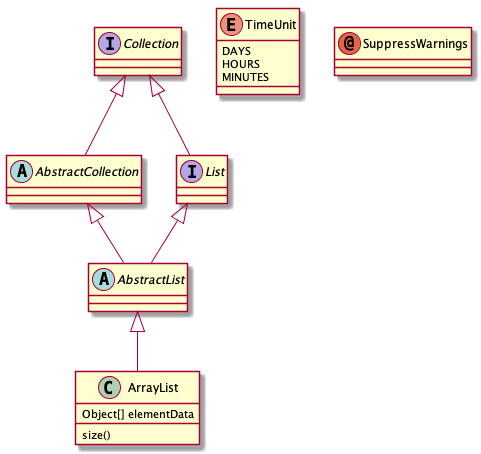 I Collection
E TimeUnit
DAYS
HOURS
MINUTES
@ SuppressWarnings
A AbstractCollection
I List
A AbstractList
C ArrayList
Object[] elementData
size()